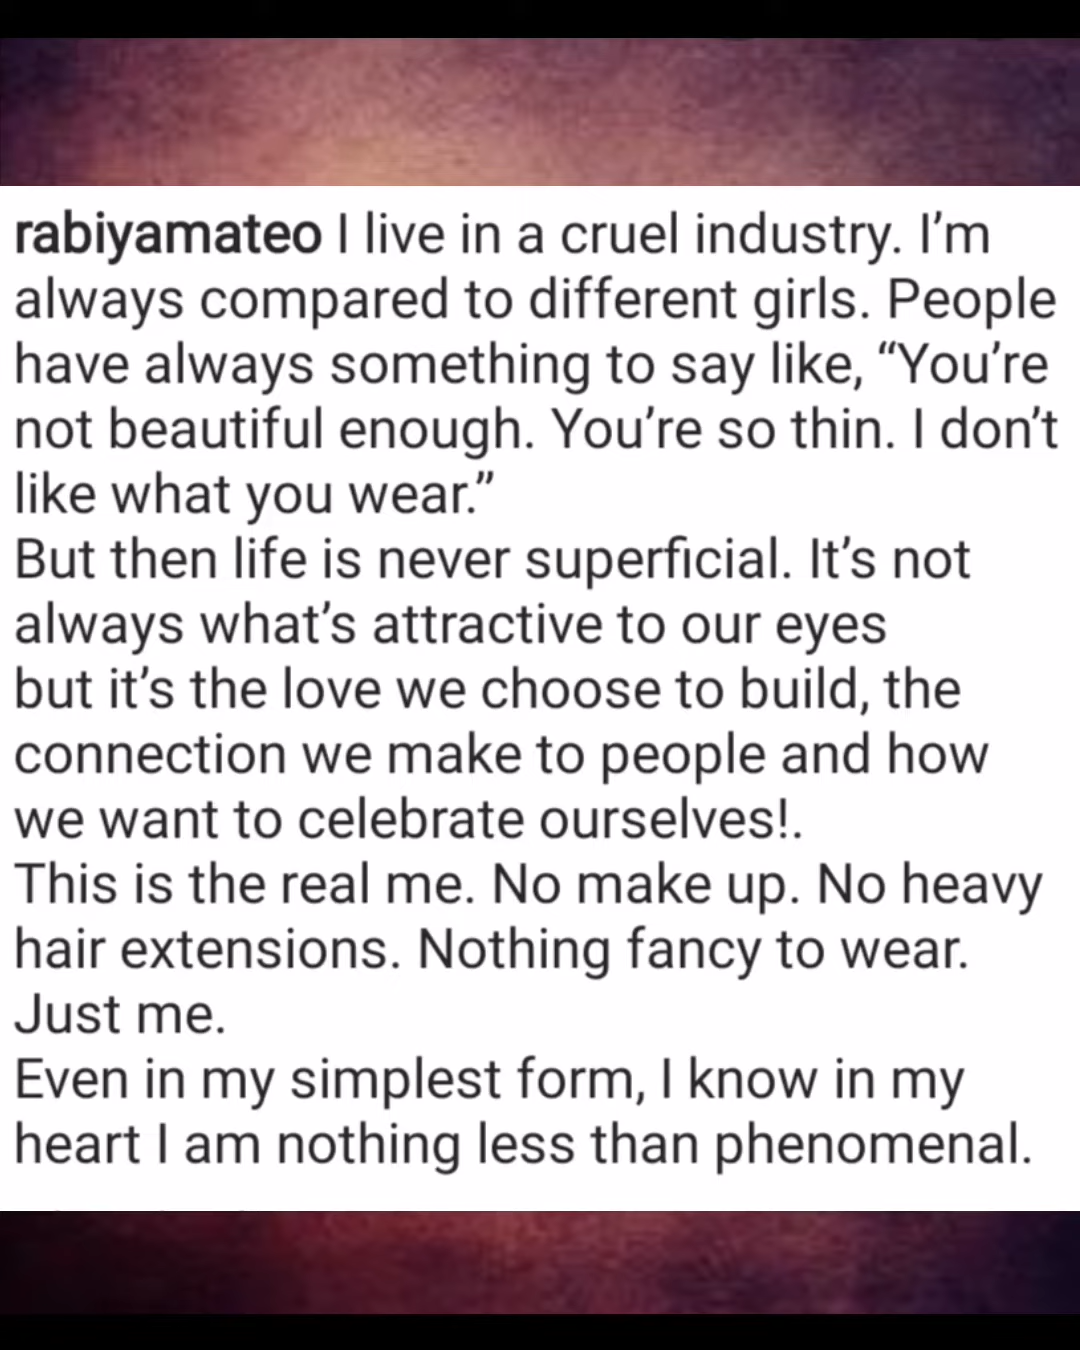 rabiyamateo I live in a cruel industry. I’m
always compared to different girls. People
have always something to say like, “You’re
not beautiful enough. You’re so thin. I don’t
like what you wear.”
But then life is never superficial. It’s not
always what’s attractive to our eyes
but it’s the love we choose to build, the
connection we make to people and how
we want to celebrate ourselves!.
This is the real me. No make up. No heavy
hair extensions. Nothing fancy to wear.
Just me.
Even in my simplest form, I know in my
heart I am nothing less than phenomenal.